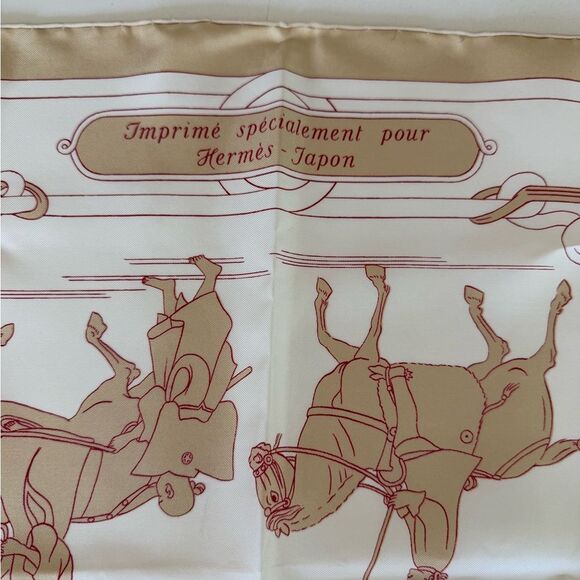 Imprimé spécialement pour
Hermès - Japon